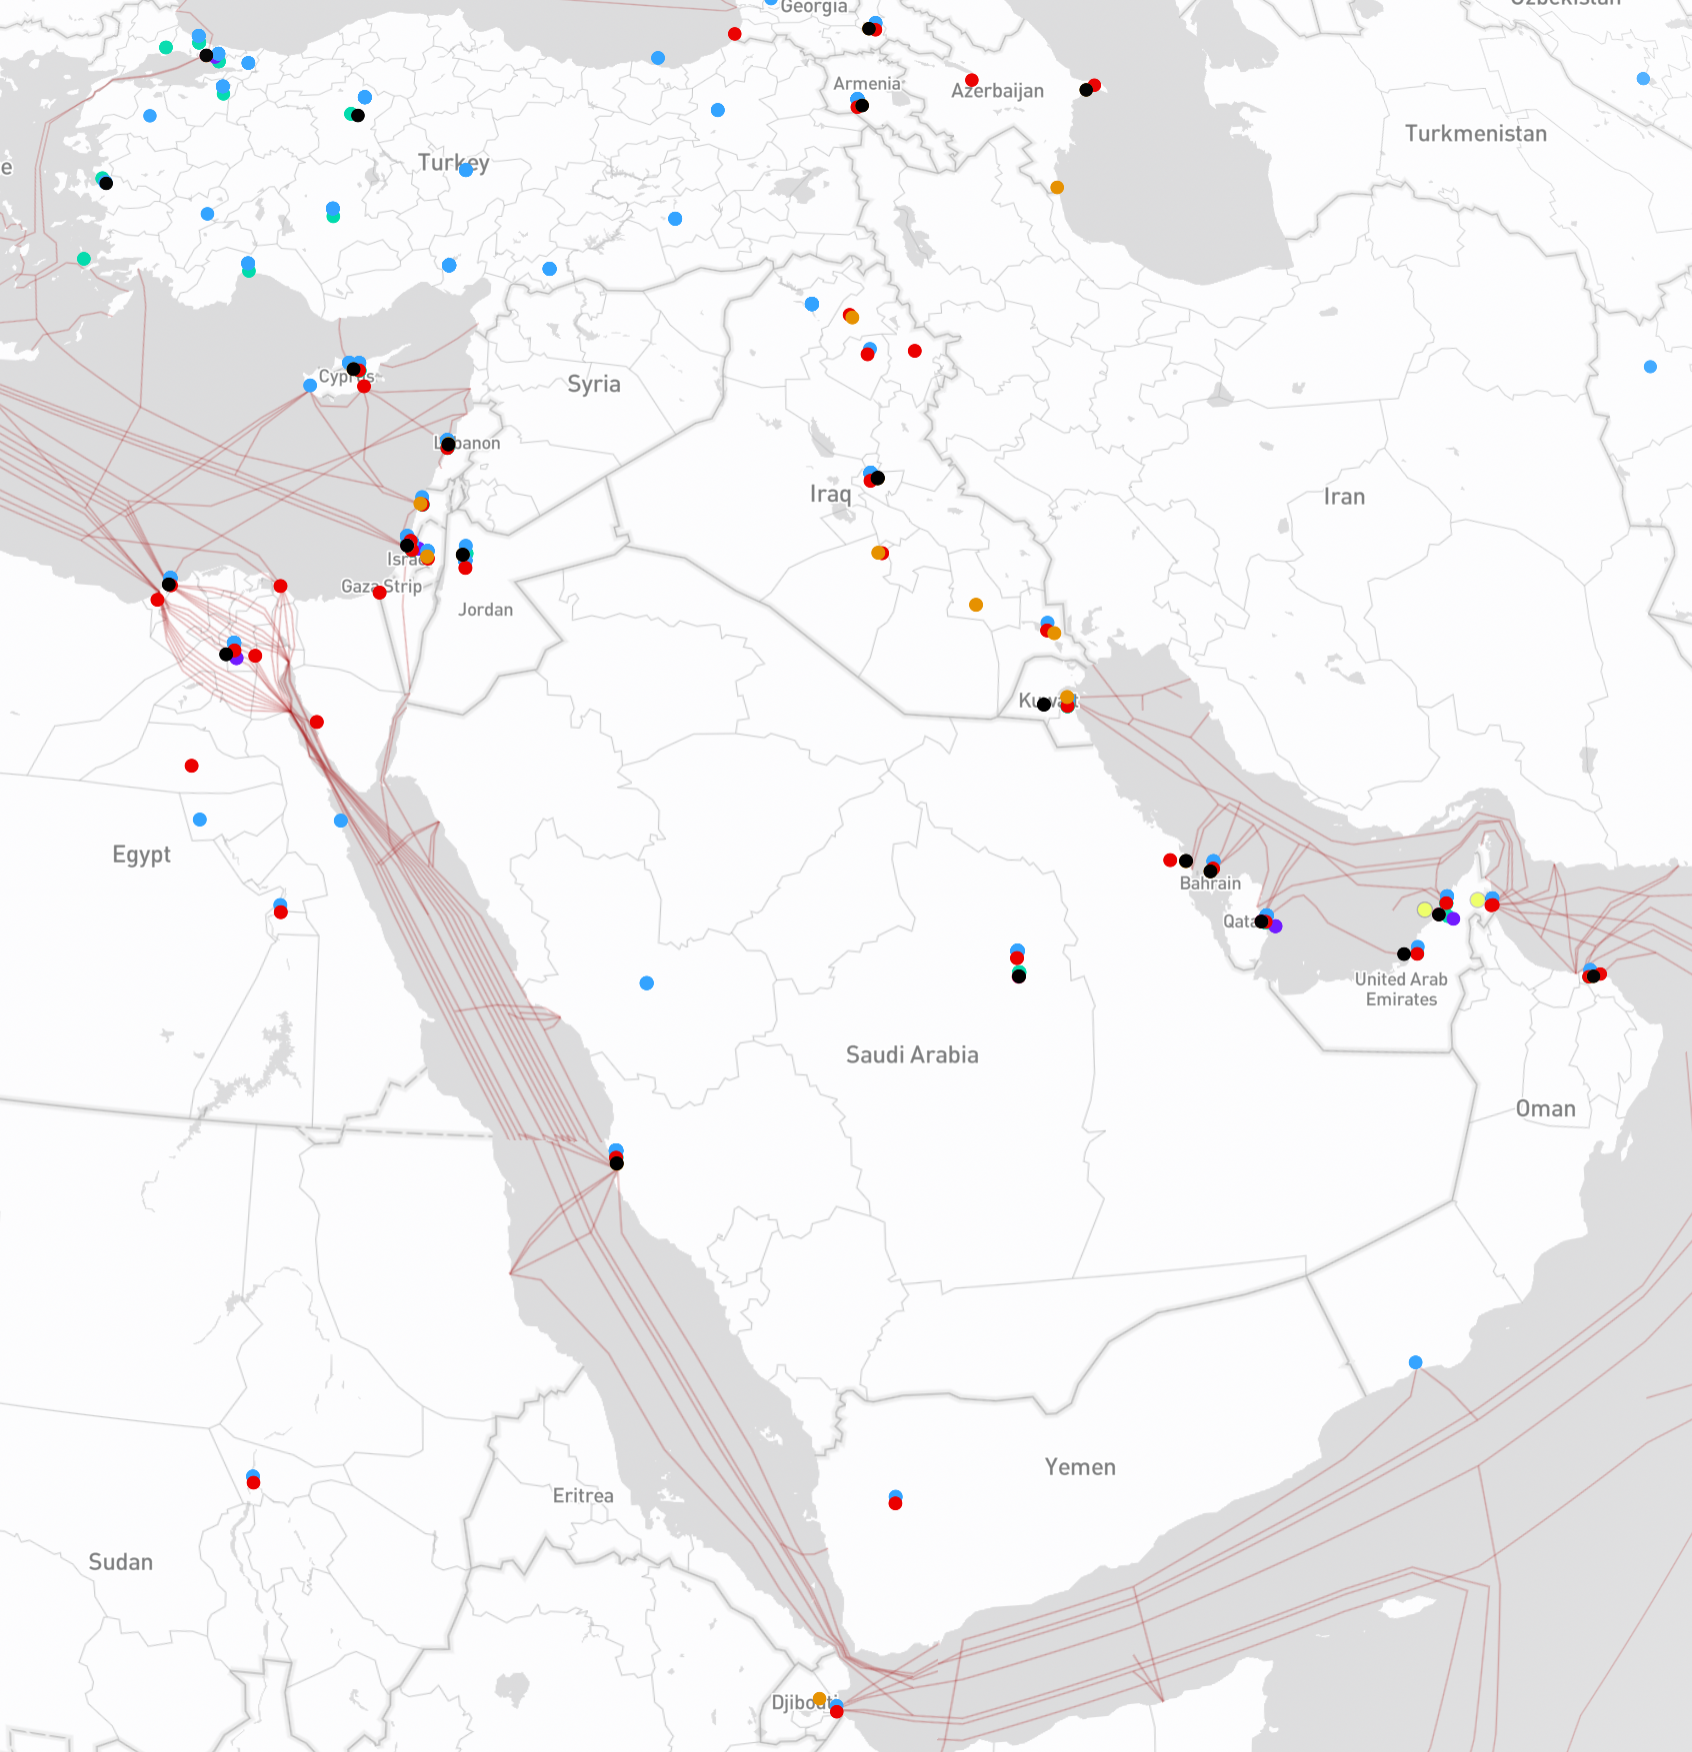 Georgia
Uzbekistan
Armenia
Azerbaijan
Turkmenistan
Turkey
e
Cyprus
Syria
Lebanon
Iraq
Iran
Israel
Gaza Strip
Jordan
Kuwait
Egypt
Bahrain
Qatar
United Arab
Emirates
Saudi Arabia
Oman
Yemen
Eritrea
Sudan
Djibouti